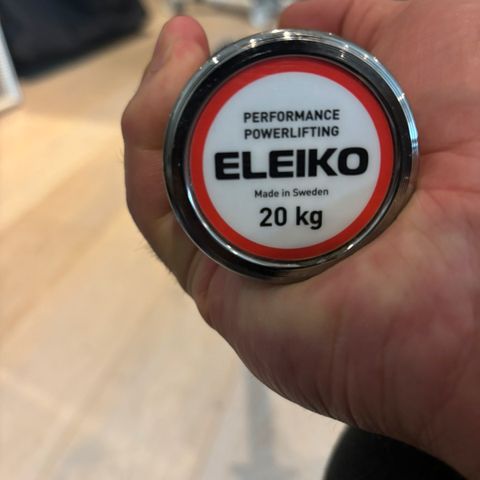 PERFORMANCE
POWERLIFTING
ELEIKO
Made in Sweden
20 kg